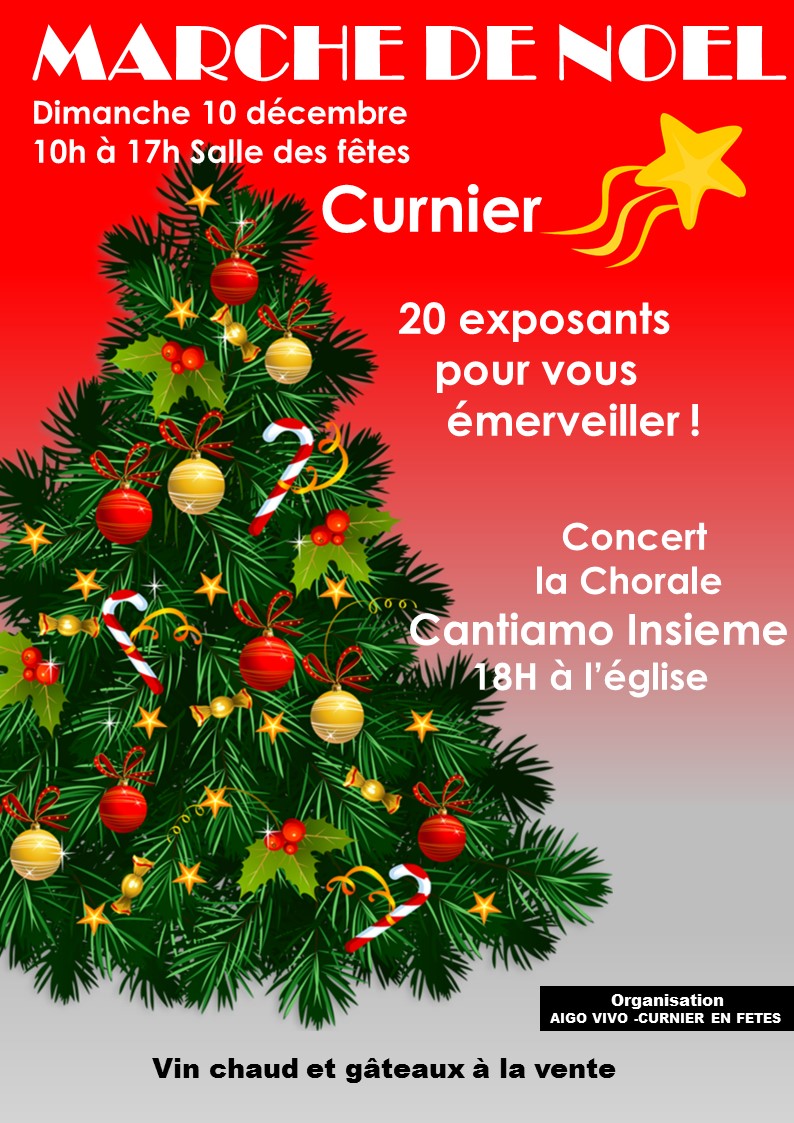 MARCHE DE NOEL
Dimanche 10 décembre
10h à 17h Salle des fêtes
Curnier
20 exposants
pour vous
émerveiller !
Concert
la Chorale
Cantiamo Insieme
18H à l’église
Organisation
AIGO VIVO -CURNIER EN FETES
Vin chaud et gâteaux à la vente